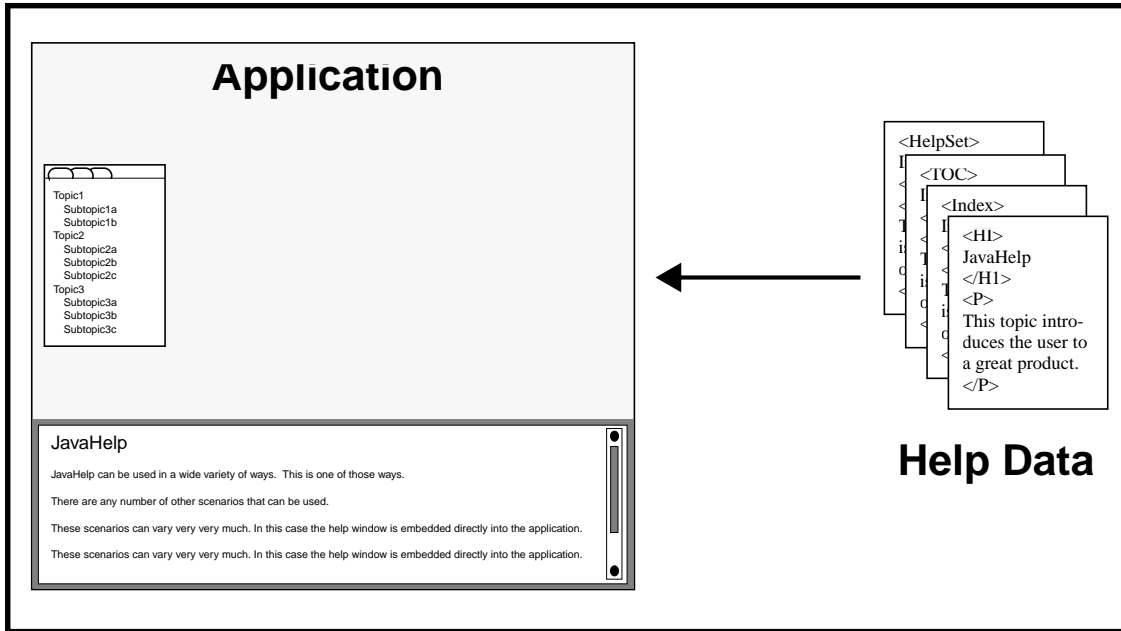 Application
Topic1
Subtopic1a
Subtopic1b
Topic2
Subtopic2a
Subtopic2b
Subtopic2c
Topic3
Subtopic3a
Subtopic3b
Subtopic3c
JavaHelp
JavaHelp can be used in a wide variety of ways.  This is one of those ways.
There are any number of other scenarios that can be used.
These scenarios can vary very very much. In this case the help window is embedded directly into the application.
These scenarios can vary very very much. In this case the help window is embedded directly into the application.
<HelpSet>
<TOC>
<Index>
<HI>
JavaHelp
</H1>
<P>
This topic intro-
duces the user to
a great product.
</P>
Help Data